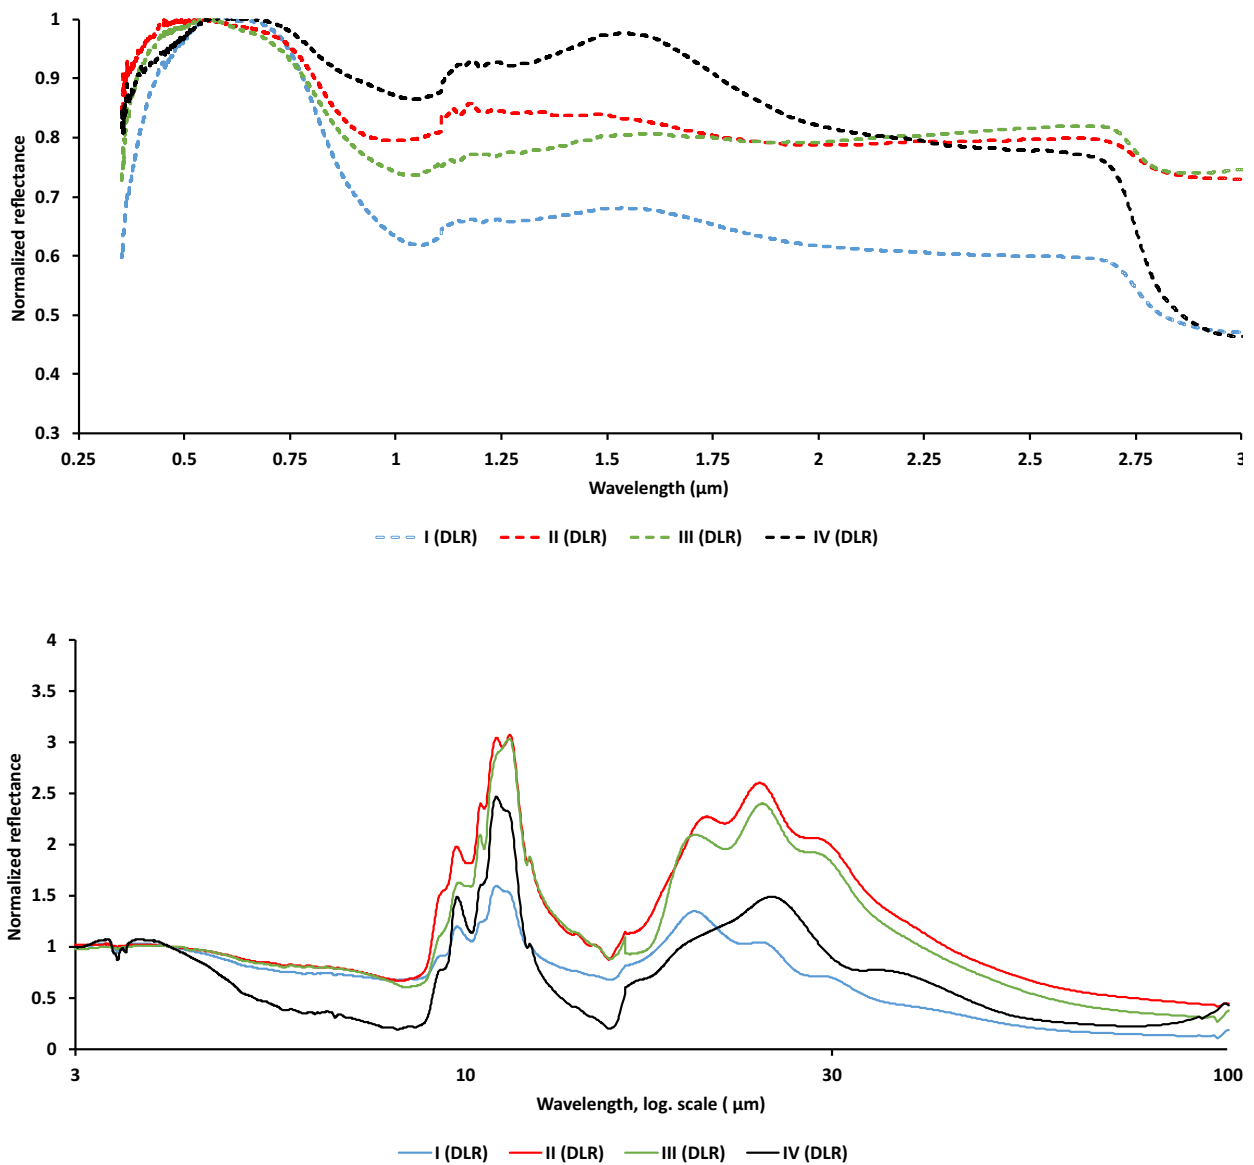 1
0.9
0.8
0.7
0.6
0.5
0.4
0.3
Normalized reflectance
0.25 0.5 0.75 1 1.25 1.5 1.75 2 2.25 2.5 2.75 3
Wavelength (µm)
I (DLR) II (DLR) III (DLR) IV (DLR)
4
3.5
3
2.5
2
1.5
1
0.5
0
Normalized reflectance
3 10 30 100
Wavelength, log. scale ( µm)
I (DLR) II (DLR) III (DLR) IV (DLR)